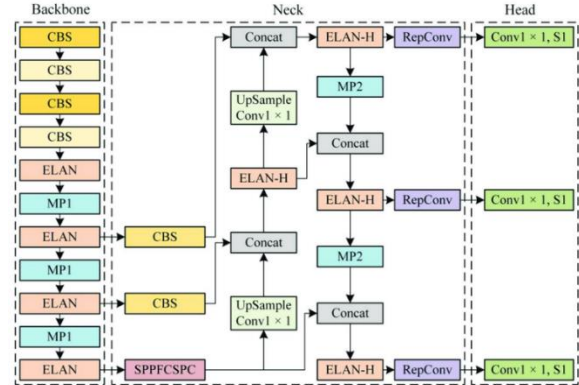 Backbone
Neck
Head
CBS
CBS
CBS
CBS
ELAN
MP1
ELAN
MP1
ELAN
MP1
ELAN
CBS
CBS
SPPFCSPC
Concat
UpSample
Conv1 × 1
ELAN-H
Concat
UpSample
Conv1 × 1
ELAN-H
MP2
Concat
ELAN-H
MP2
Concat
ELAN-H
RepConv
RepConv
RepConv
Conv1 × 1, S1
Conv1 × 1, S1
Conv1 × 1, S1